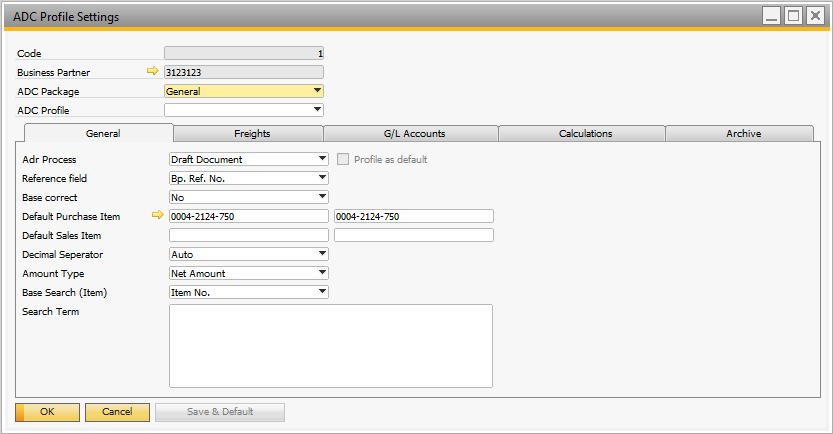 ADC Profile Settings
Code 1
Business Partner 3123123
ADC Package General
ADC Profile
General Freights G/L Accounts Calculations Archive
Adr Process Draft Document Profile as default
Reference field Bp. Ref. No.
Base correct No
Default Purchase Item 0004-2124-750 0004-2124-750
Default Sales Item
Decimal Seperator Auto
Amount Type Net Amount
Base Search (Item) Item No.
Search Term
OK Cancel Save & Default